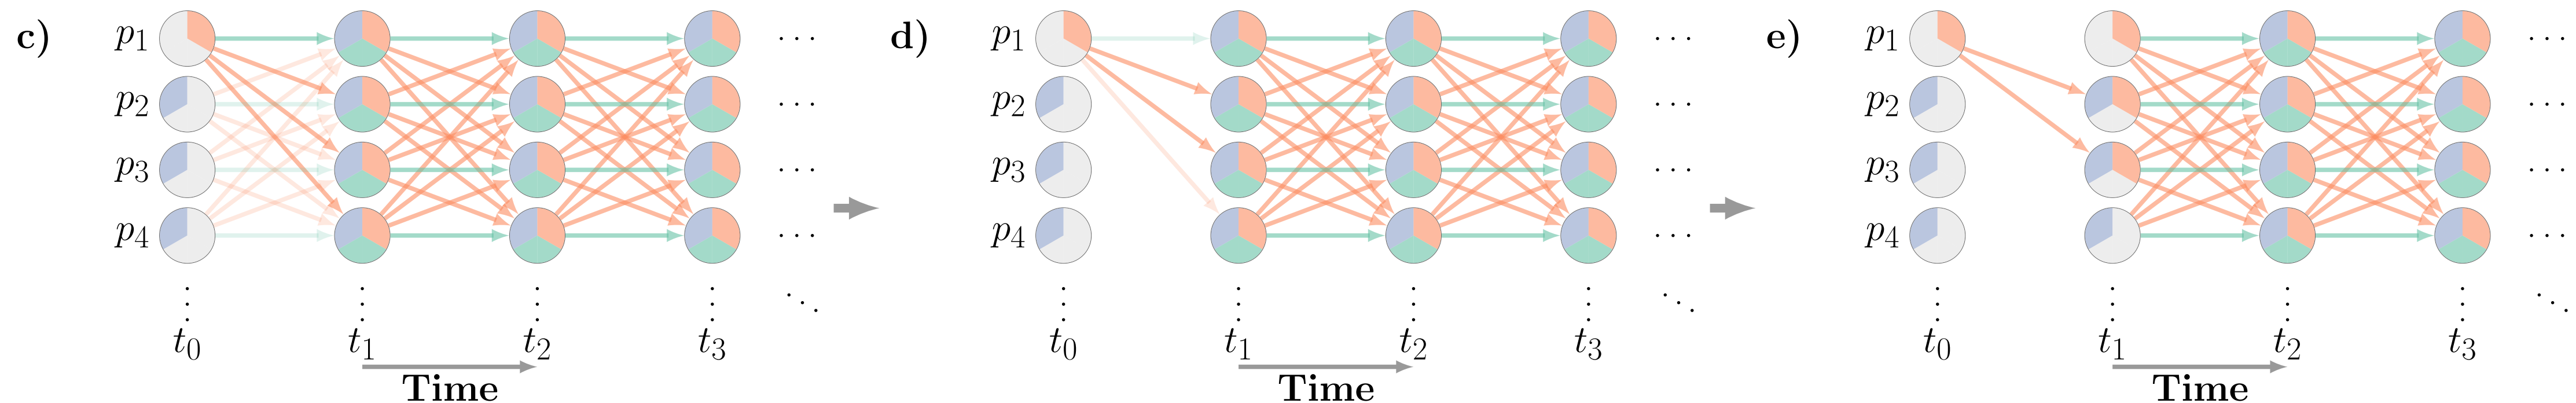 c) p1 ··· d) p1 ··· e) p1 ···
p2 ··· p2 ··· p2 ···
p3 ··· p3 ··· p3 ···
p4 ··· p4 ··· p4 ···
⋮ ⋮ ⋮ ⋮ ⋱ ⋮ ⋮ ⋮ ⋮ ⋱ ⋮ ⋮ ⋮ ⋮ ⋱
t0 t1 t2 t3 t0 t1 t2 t3 t0 t1 t2 t3
Time Time Time